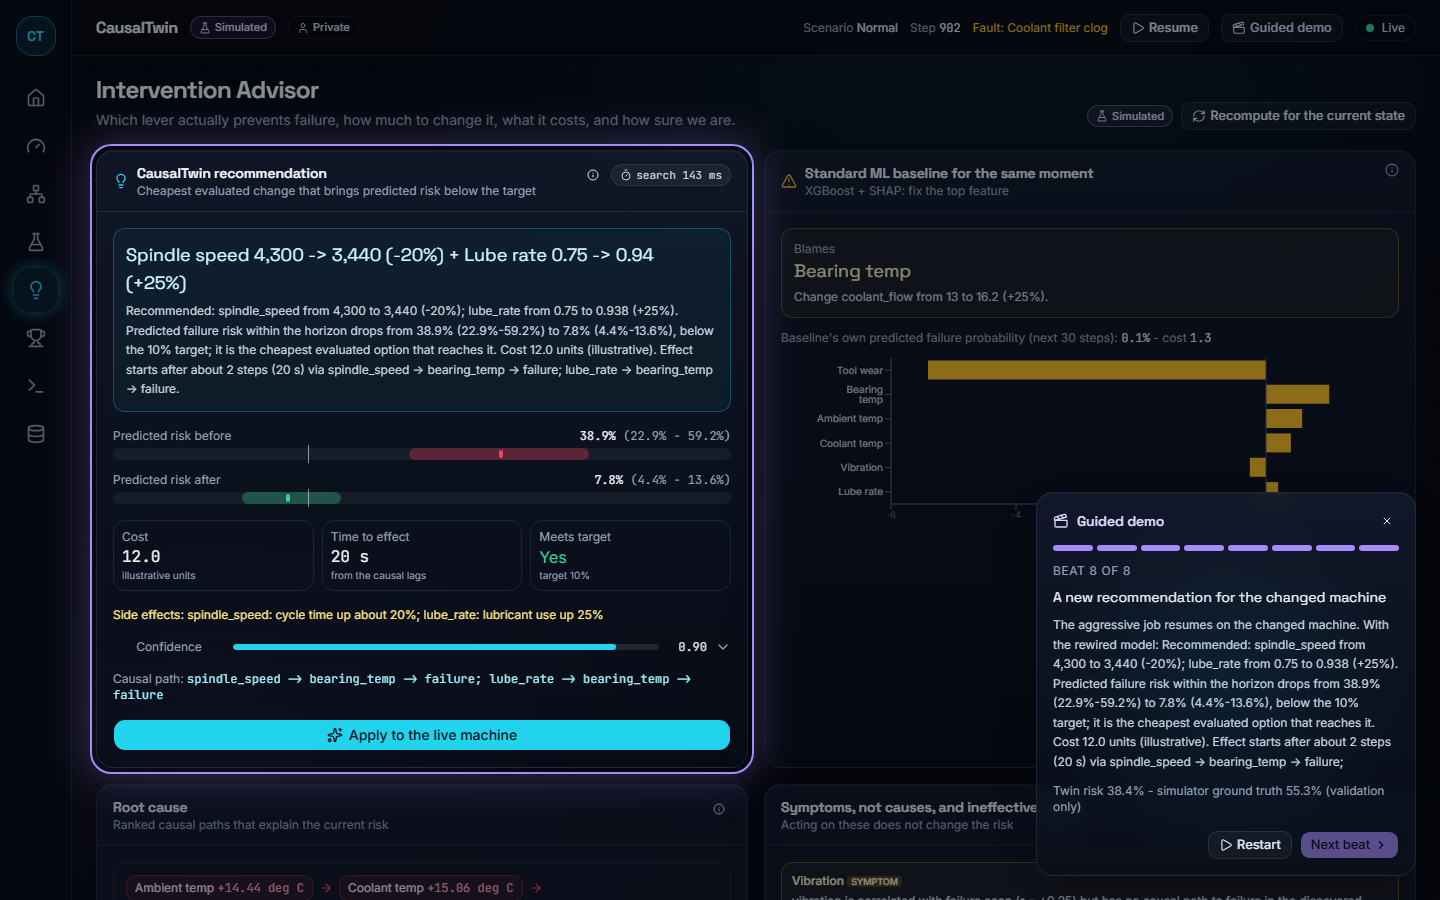 CT
CausalTwin
Simulated
Private
Scenario Normal
Step 902
Fault: Coolant filter clog
Resume
Guided demo
Live
Intervention Advisor
Which lever actually prevents failure, how much to change it, what it costs, and how sure we are.
Simulated
Recompute for the current state
CausalTwin recommendation
Cheapest evaluated change that brings predicted risk below the target
search 143 ms
Spindle speed 4,300 -> 3,440 (-20%) + Lube rate 0.75 -> 0.94
(+25%)
Recommended: spindle_speed from 4,300 to 3,440 (-20%); lube_rate from 0.75 to 0.938 (+25%).
Predicted failure risk within the horizon drops from 38.9% (22.9%-59.2%) to 7.8% (4.4%-13.6%), below
the 10% target; it is the cheapest evaluated option that reaches it. Cost 12.0 units (illustrative). Effect
starts after about 2 steps (20 s) via spindle_speed → bearing_temp → failure; lube_rate → bearing_temp
→ failure.
Predicted risk before
38.9% (22.9% - 59.2%)
Predicted risk after
7.8% (4.4% - 13.6%)
Cost
12.0
illustrative units
Time to effect
20 s
from the causal lags
Meets target
Yes
target 10%
Side effects: spindle_speed: cycle time up about 20%; lube_rate: lubricant use up 25%
Confidence
0.90
Causal path: spindle_speed → bearing_temp → failure; lube_rate → bearing_temp →
failure
Apply to the live machine
Standard ML baseline for the same moment
XGBoost + SHAP: fix the top feature
Blames
Bearing temp
Change coolant_flow from 13 to 16.2 (+25%).
Baseline's own predicted failure probability (next 30 steps): 0.1% - cost 1.3
Tool wear
Bearing
temp
Ambient temp
Coolant temp
Vibration
Lube rate
-6
-4
Guided demo
BEAT 8 OF 8
A new recommendation for the changed machine
The aggressive job resumes on the changed machine. With
the rewired model: Recommended: spindle_speed from
4,300 to 3,440 (-20%); lube_rate from 0.75 to 0.938 (+25%).
Predicted failure risk within the horizon drops from 38.9%
(22.9%-59.2%) to 7.8% (4.4%-13.6%), below the 10%
target; it is the cheapest evaluated option that reaches it.
Cost 12.0 units (illustrative). Effect starts after about 2 steps
(20 s) via spindle_speed → bearing_temp → failure;
Twin risk 38.4% - simulator ground truth 55.3% (validation
only)
Restart
Next beat
Root cause
Ranked causal paths that explain the current risk
Ambient temp +14.44 deg C → Coolant temp +15.06 deg C →
Symptoms, not causes, and ineffective
Acting on these does not change the risk
Vibration SYMPTOM